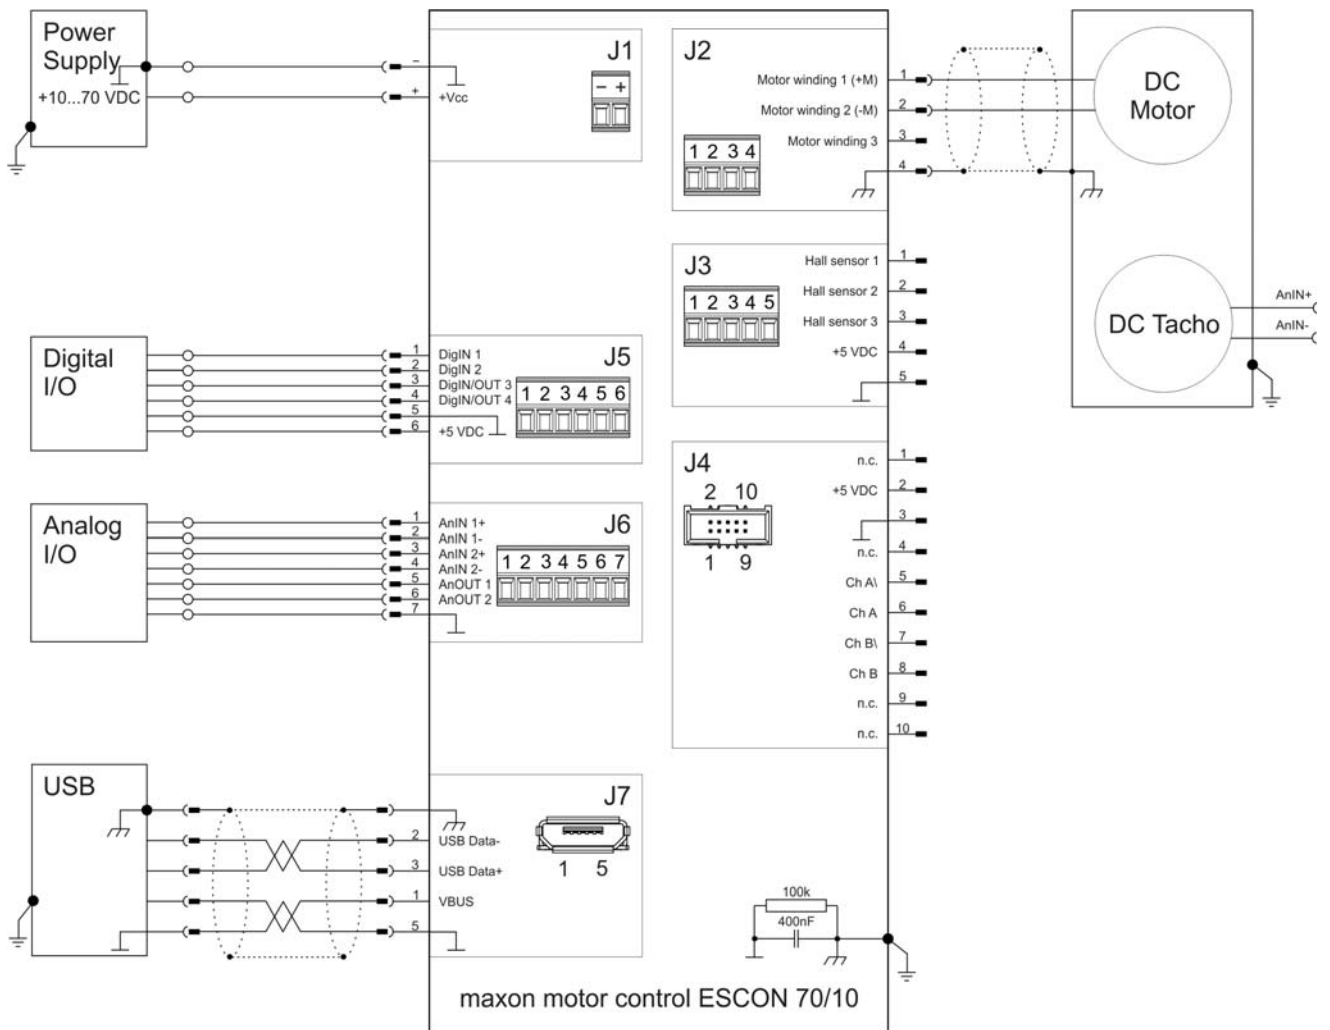 Power
Supply
+10...70 VDC
−
+
+Vcc
J1
− +
J2
Motor winding 1 (+M)
1
Motor winding 2 (-M)
2
Motor winding 3
3
4
1 2 3 4
DC
Motor
J3
Hall sensor 1
1
Hall sensor 2
2
Hall sensor 3
3
+5 VDC
4
5
1 2 3 4 5
DC Tacho
AnIN+
AnIN-
Digital
I/O
1
DigIN 1
2
DigIN 2
3
DigIN/OUT 3
4
DigIN/OUT 4
5
6
+5 VDC
J5
1 2 3 4 5 6
J4
2 10
1 9
n.c.
1
+5 VDC
2
3
n.c.
4
Ch A\
5
Ch A
6
Ch B\
7
Ch B
8
n.c.
9
n.c.
10
Analog
I/O
1
AnIN 1+
2
AnIN 1-
3
AnIN 2+
4
AnIN 2-
5
AnOUT 1
6
AnOUT 2
7
J6
1 2 3 4 5 6 7
USB
2
USB Data-
3
USB Data+
1
VBUS
5
J7
1 5
100k
400nF
maxon motor control ESCON 70/10